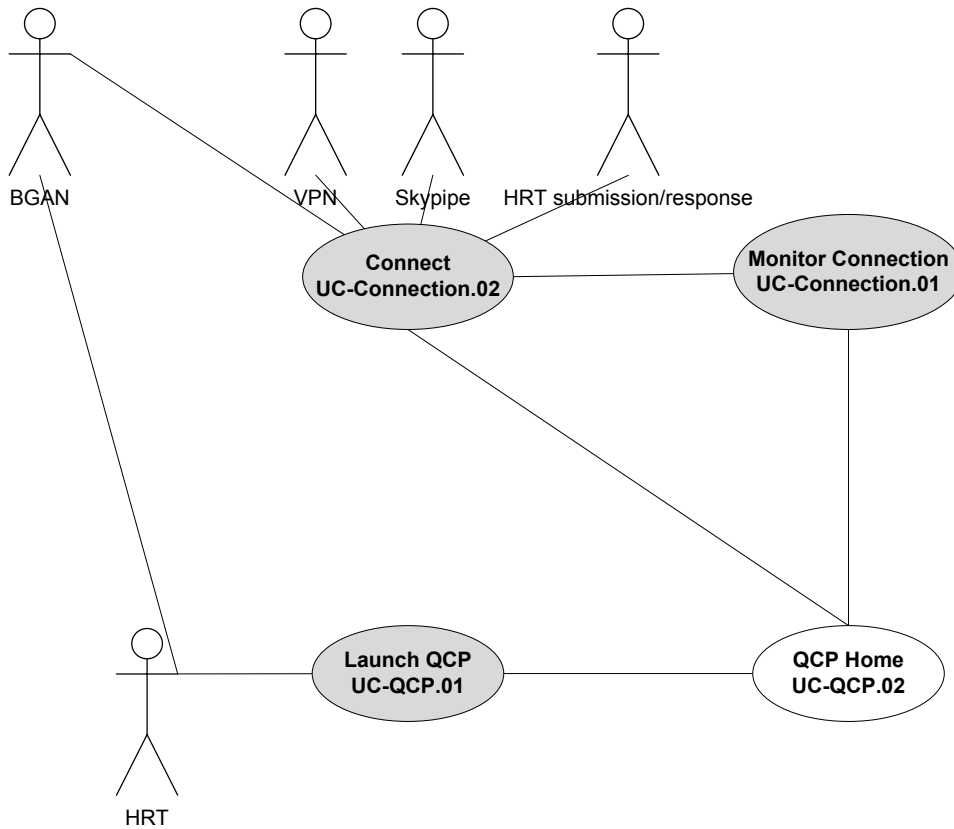 BGAN
VPN
Skypipe
HRT submission/response
Connect
UC-Connection.02
Monitor Connection
UC-Connection.01
Launch QCP
UC-QCP.01
QCP Home
UC-QCP.02
HRT